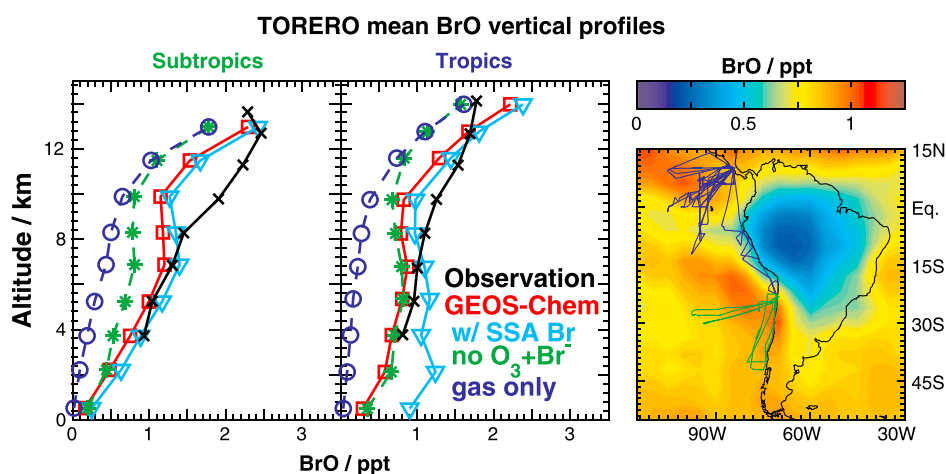 TORERO mean BrO vertical profiles
Subtropics
Tropics
Altitude / km
12
8
4
0
0 1 2 3
1 2 3
BrO / ppt
Observation
GEOS-Chem
w/ SSA Br
no O₃+Br⁻
gas only
BrO / ppt
0 0.5 1
15N
Eq.
15S
30S
45S
90W 60W 30W